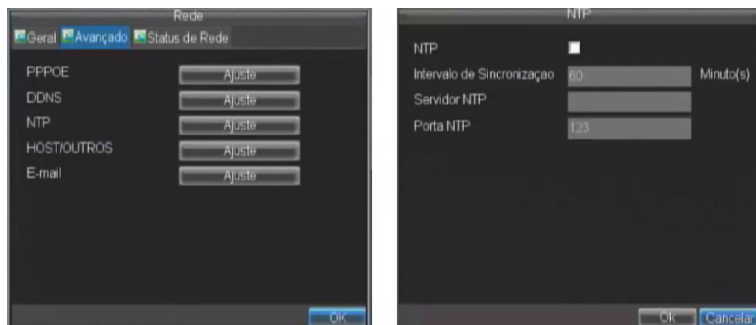 Rede
Geral Avançado Status de Rede
PPPOE Ajuste
DDNS Ajuste
NTP Ajuste
HOST/OUTROS Ajuste
E-mail Ajuste
OK
NTP
NTP
Intervalo de Sincronizaçao 60 Minuto(s)
Servidor NTP
Porta NTP 123
Ok Cancelar